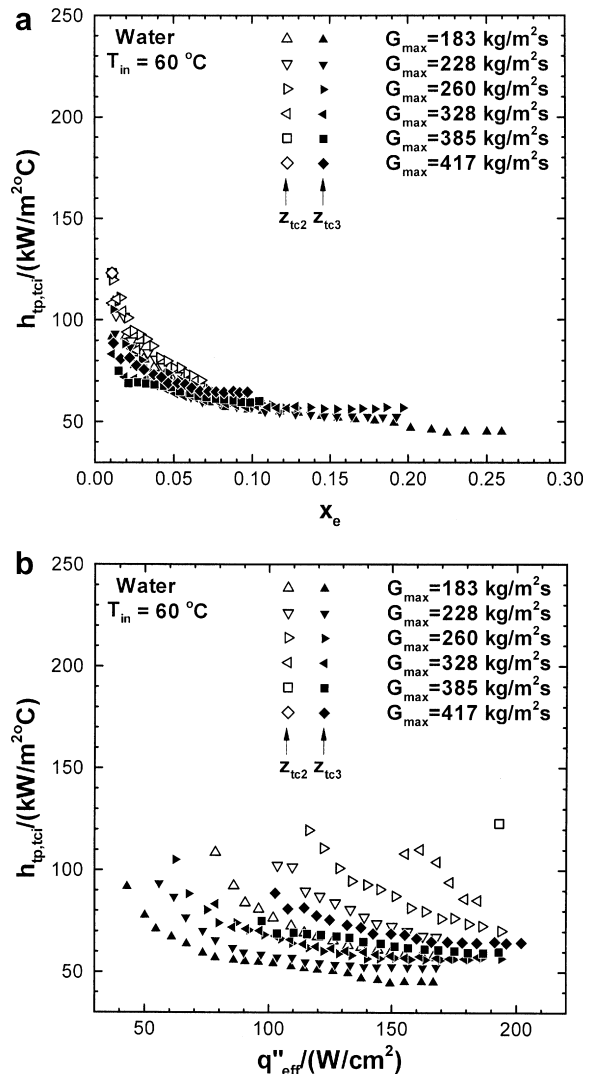 a
250
200
150
100
50
h_tp,tci/(kW/m²°C)
Water
T_in = 60 °C
G_max=183 kg/m²s
G_max=228 kg/m²s
G_max=260 kg/m²s
G_max=328 kg/m²s
G_max=385 kg/m²s
G_max=417 kg/m²s
z_tc2 z_tc3
0.00 0.05 0.10 0.15 0.20 0.25 0.30
x_e
b
250
200
150
100
50
h_tp,tci/(kW/m²°C)
Water
T_in = 60 °C
G_max=183 kg/m²s
G_max=228 kg/m²s
G_max=260 kg/m²s
G_max=328 kg/m²s
G_max=385 kg/m²s
G_max=417 kg/m²s
z_tc2 z_tc3
50 100 150 200
q"_eff/(W/cm²)